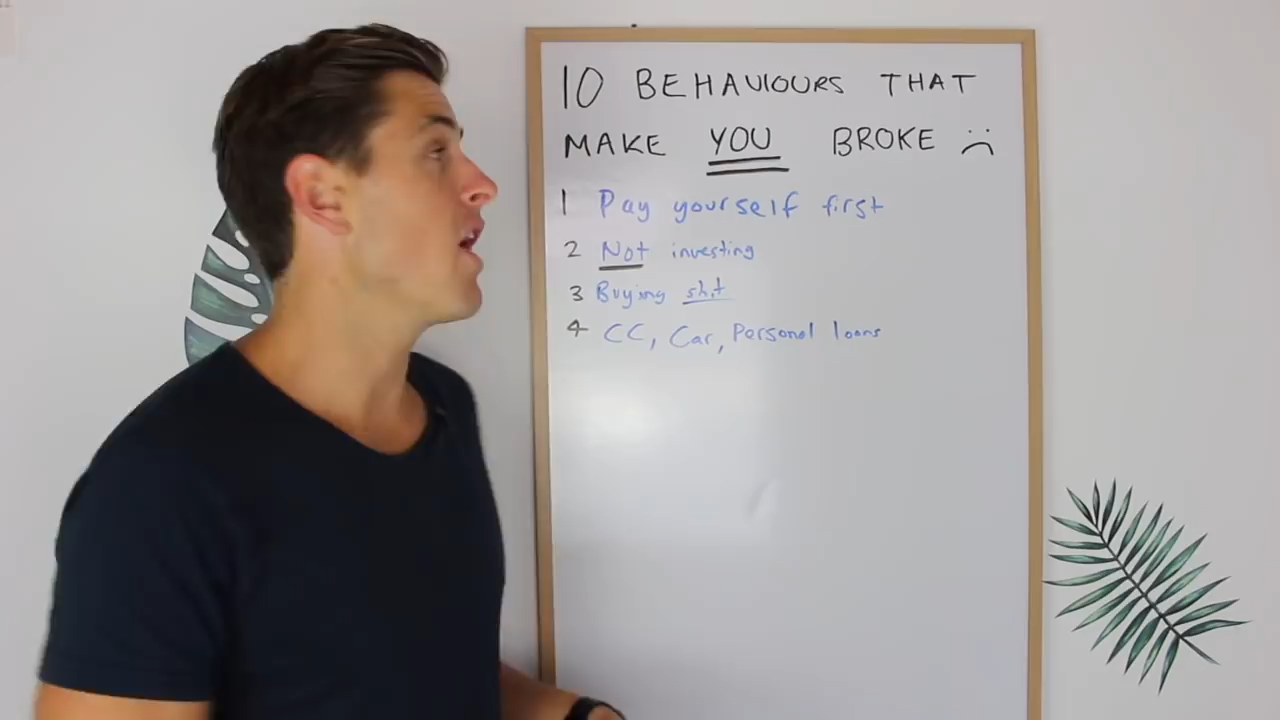 10 BEHAVIOURS THAT
MAKE YOU BROKE :(
1 Pay yourself first
2 Not investing
3 Buying shit
4 CC, Car, Personal loans